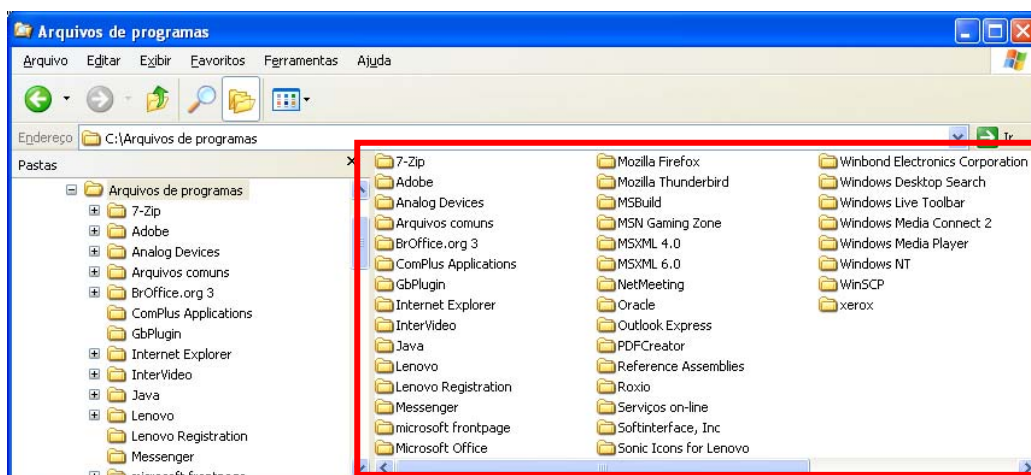 Arquivos de programas
Arquivo Editar Exibir Favoritos Ferramentas Ajuda
Endereço C:\Arquivos de programas Ir
Pastas
Arquivos de programas
7-Zip
Adobe
Analog Devices
Arquivos comuns
BrOffice.org 3
ComPlus Applications
GbPlugin
Internet Explorer
InterVideo
Java
Lenovo
Lenovo Registration
Messenger
microsoft frontpage
7-Zip
Adobe
Analog Devices
Arquivos comuns
BrOffice.org 3
ComPlus Applications
GbPlugin
Internet Explorer
InterVideo
Java
Lenovo
Lenovo Registration
Messenger
microsoft frontpage
Microsoft Office
Mozilla Firefox
Mozilla Thunderbird
MSBuild
MSN Gaming Zone
MSXML 4.0
MSXML 6.0
NetMeeting
Oracle
Outlook Express
PDFCreator
Reference Assemblies
Roxio
Serviços on-line
Softinterface, Inc
Sonic Icons for Lenovo
Winbond Electronics Corporation
Windows Desktop Search
Windows Live Toolbar
Windows Media Connect 2
Windows Media Player
Windows NT
WinSCP
xerox